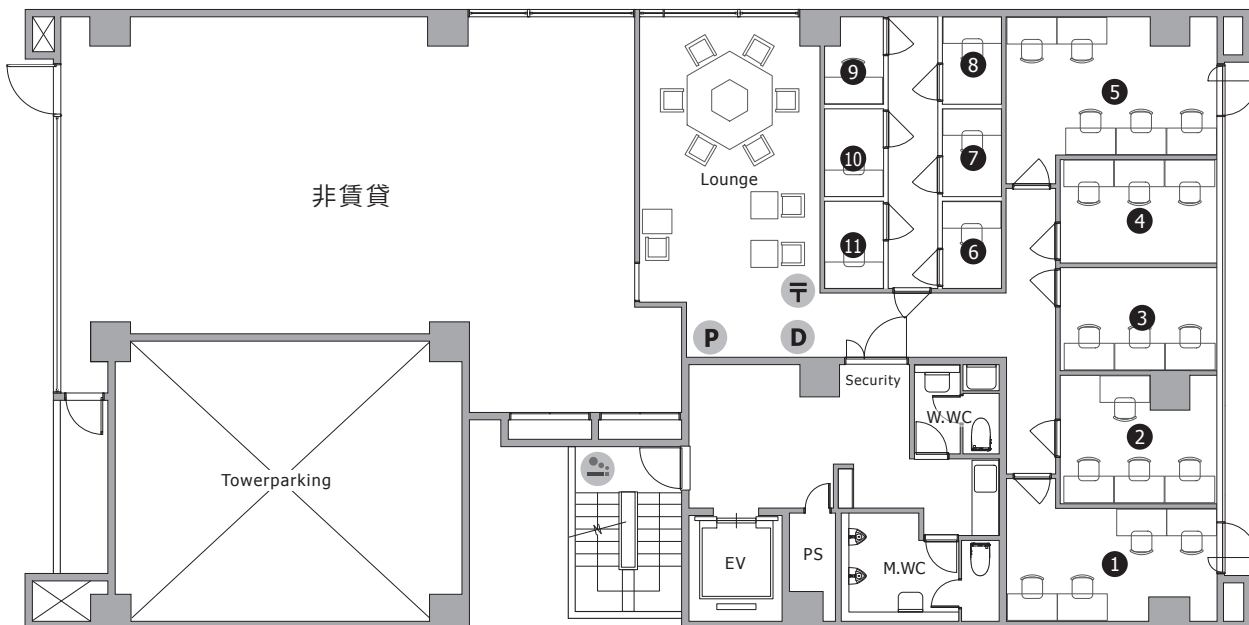 9
8
5
10
7
Lounge
非賃貸
4
11
6
〒
3
P
D
Security
W.WC
2
Towerparking
N
PS
EV
M.WC
1